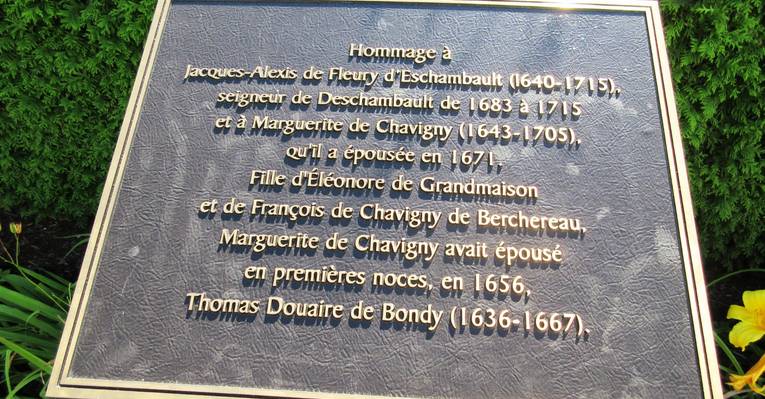 Hommage à
Jacques-Alexis de Fleury d'Eschambault (1640-1715),
seigneur de Deschambault de 1683 à 1715
et à Marguerite de Chavigny (1643-1705),
qu'il a épousée en 1671.
Fille d'Éléonore de Grandmaison
et de François de Chavigny de Berchereau,
Marguerite de Chavigny avait épousé
en premières noces, en 1656,
Thomas Douaire de Bondy (1636-1667).